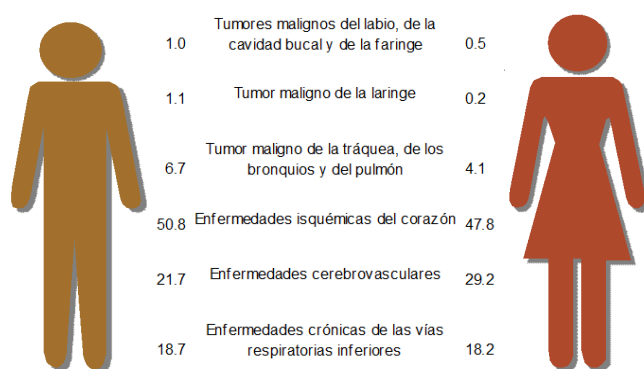 Tumores malignos del labio, de la
1.0 cavidad bucal y de la faringe 0.5
1.1 Tumor maligno de la laringe 0.2
Tumor maligno de la tráquea, de los
6.7 bronquios y del pulmón 4.1
50.8 Enfermedades isquémicas del corazón 47.8
21.7 Enfermedades cerebrovasculares 29.2
Enfermedades crónicas de las vías
18.7 respiratorias inferiores 18.2